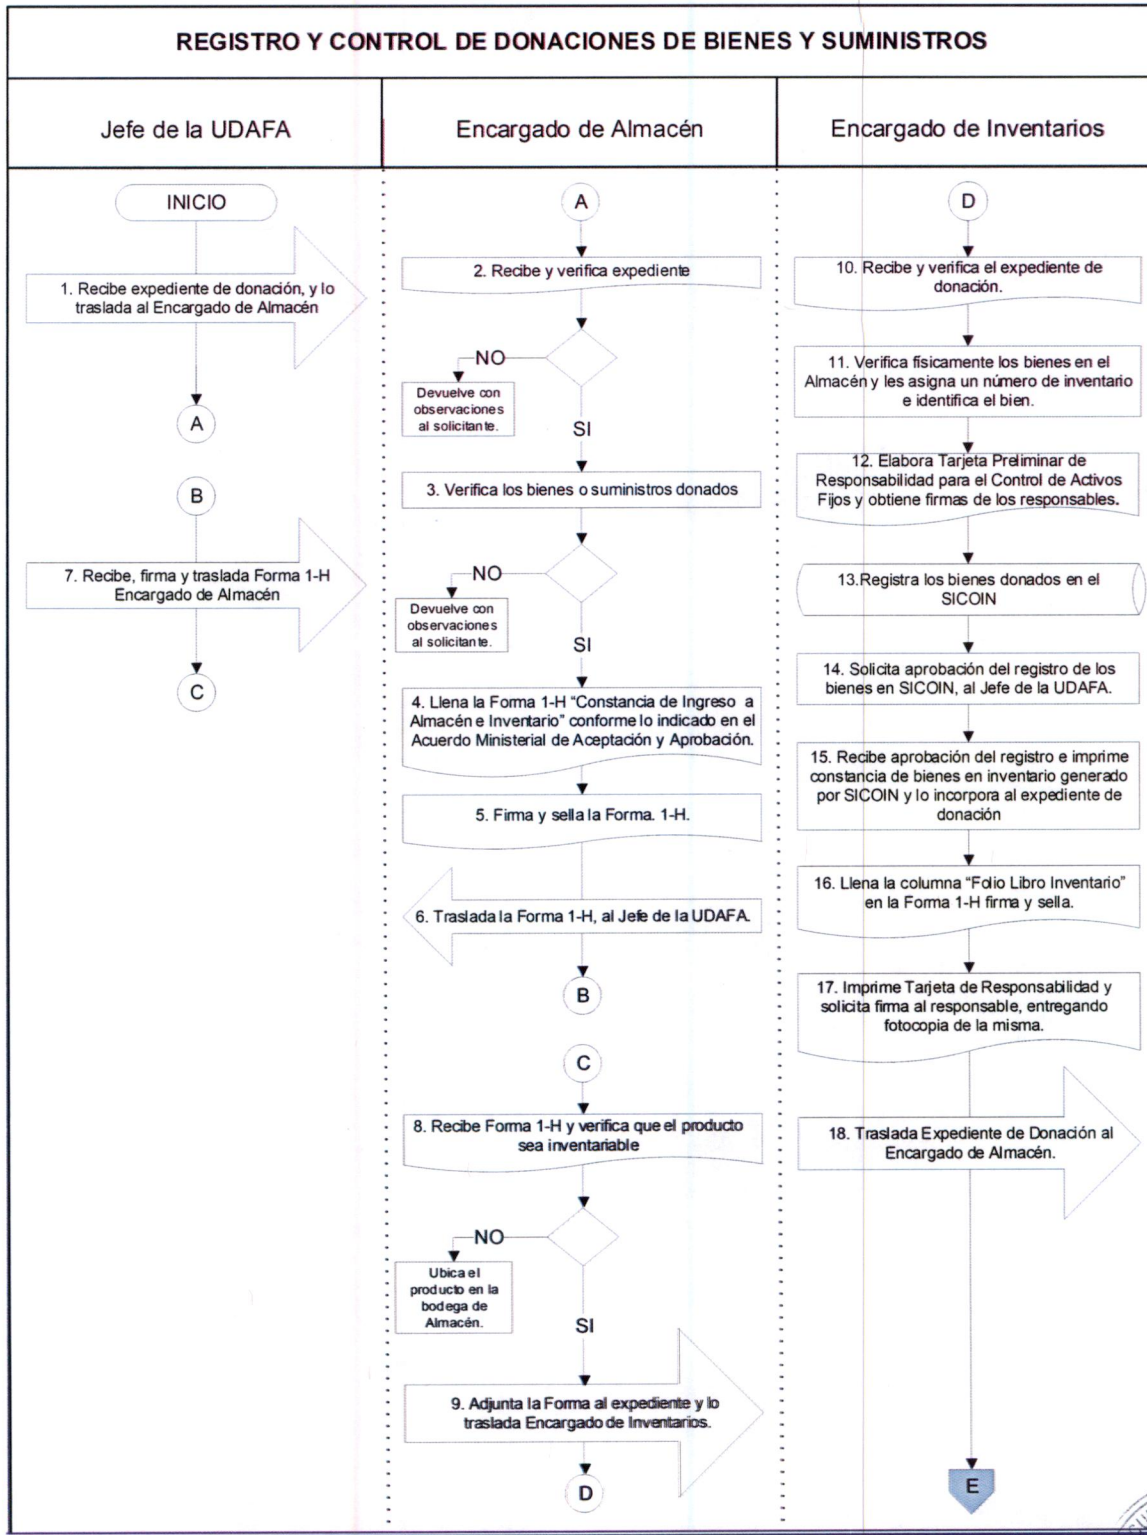 REGISTRO Y CONTROL DE DONACIONES DE BIENES Y SUMINISTROS
Jefe de la UDAFA
Encargado de Almacén
Encargado de Inventarios
INICIO
1. Recibe expediente de donación, y lo
traslada al Encargado de Almacén
A
B
7. Recibe, firma y traslada Forma 1-H
Encargado de Almacén
C
A
2. Recibe y verifica expediente
NO
Devuelve con
observaciones
al solicitante.
SI
3. Verifica los bienes o suministros donados
NO
Devuelve con
observaciones
al solicitante.
SI
4. Llena la Forma 1-H "Constancia de Ingreso a
Almacén e Inventario" conforme lo indicado en el
Acuerdo Ministerial de Aceptación y Aprobación.
5. Firma y sella la Forma. 1-H.
6. Traslada la Forma 1-H, al Jefe de la UDAFA.
B
C
8. Recibe Forma 1-H y verifica que el producto
sea inventariable
NO
Ubica el
producto en la
bodega de
Almacén.
SI
9. Adjunta la Forma al expediente y lo
traslada Encargado de Inventarios.
D
D
10. Recibe y verifica el expediente de
donación.
11. Verifica físicamente los bienes en el
Almacén y les asigna un número de inventario
e identifica el bien.
12. Elabora Tarjeta Preliminar de
Responsabilidad para el Control de Activos
Fijos y obtiene firmas de los responsables.
13.Registra los bienes donados en el
SICOIN
14. Solicita aprobación del registro de los
bienes en SICOIN, al Jefe de la UDAFA.
15. Recibe aprobación del registro e imprime
constancia de bienes en inventario generado
por SICOIN y lo incorpora al expediente de
donación
16. Llena la columna "Folio Libro Inventario"
en la Forma 1-H firma y sella.
17. Imprime Tarjeta de Responsabilidad y
solicita firma al responsable, entregando
fotocopia de la misma.
18. Traslada Expediente de Donación al
Encargado de Almacén.
E